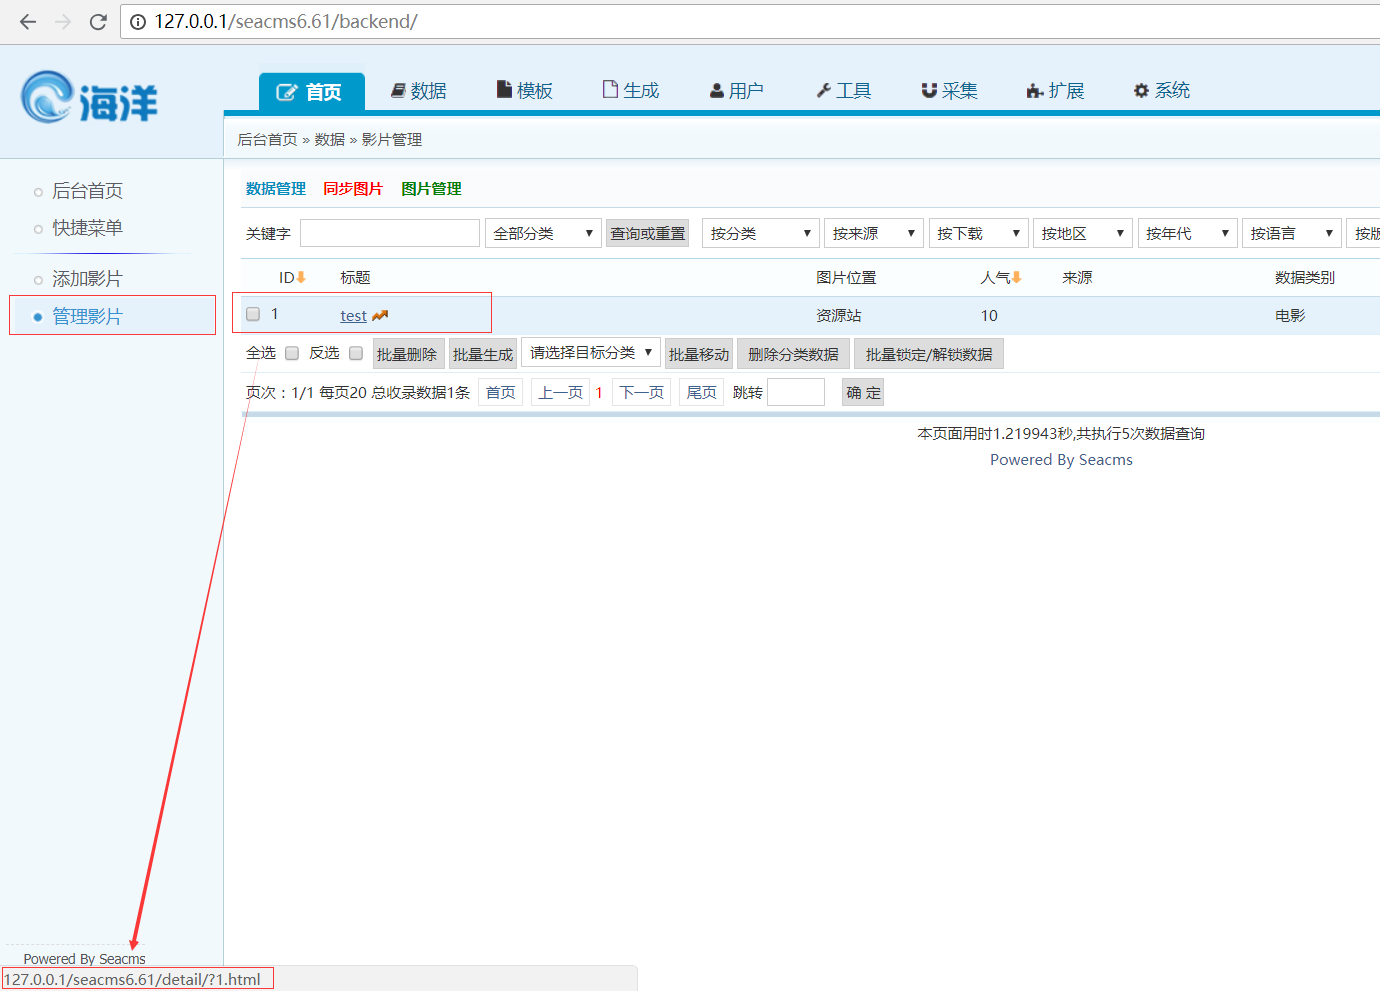 127.0.0.1/seacms6.61/backend/
海洋
首页 数据 模板 生成 用户 工具 采集 扩展 系统
后台首页 » 数据 » 影片管理
后台首页
快捷菜单
添加影片
管理影片
数据管理 同步图片 图片管理
关键字 全部分类 查询或重置 按分类 按来源 按下载 按地区 按年代 按语言 按版
ID 标题 图片位置 人气 来源 数据类别
1 test 资源站 10 电影
全选 反选 批量删除 批量生成 请选择目标分类 批量移动 删除分类数据 批量锁定/解锁数据
页次：1/1 每页20 总收录数据1条 首页 上一页 1 下一页 尾页 跳转 确 定
本页面用时1.219943秒,共执行5次数据查询
Powered By Seacms
Powered By Seacms
127.0.0.1/seacms6.61/detail/?1.html